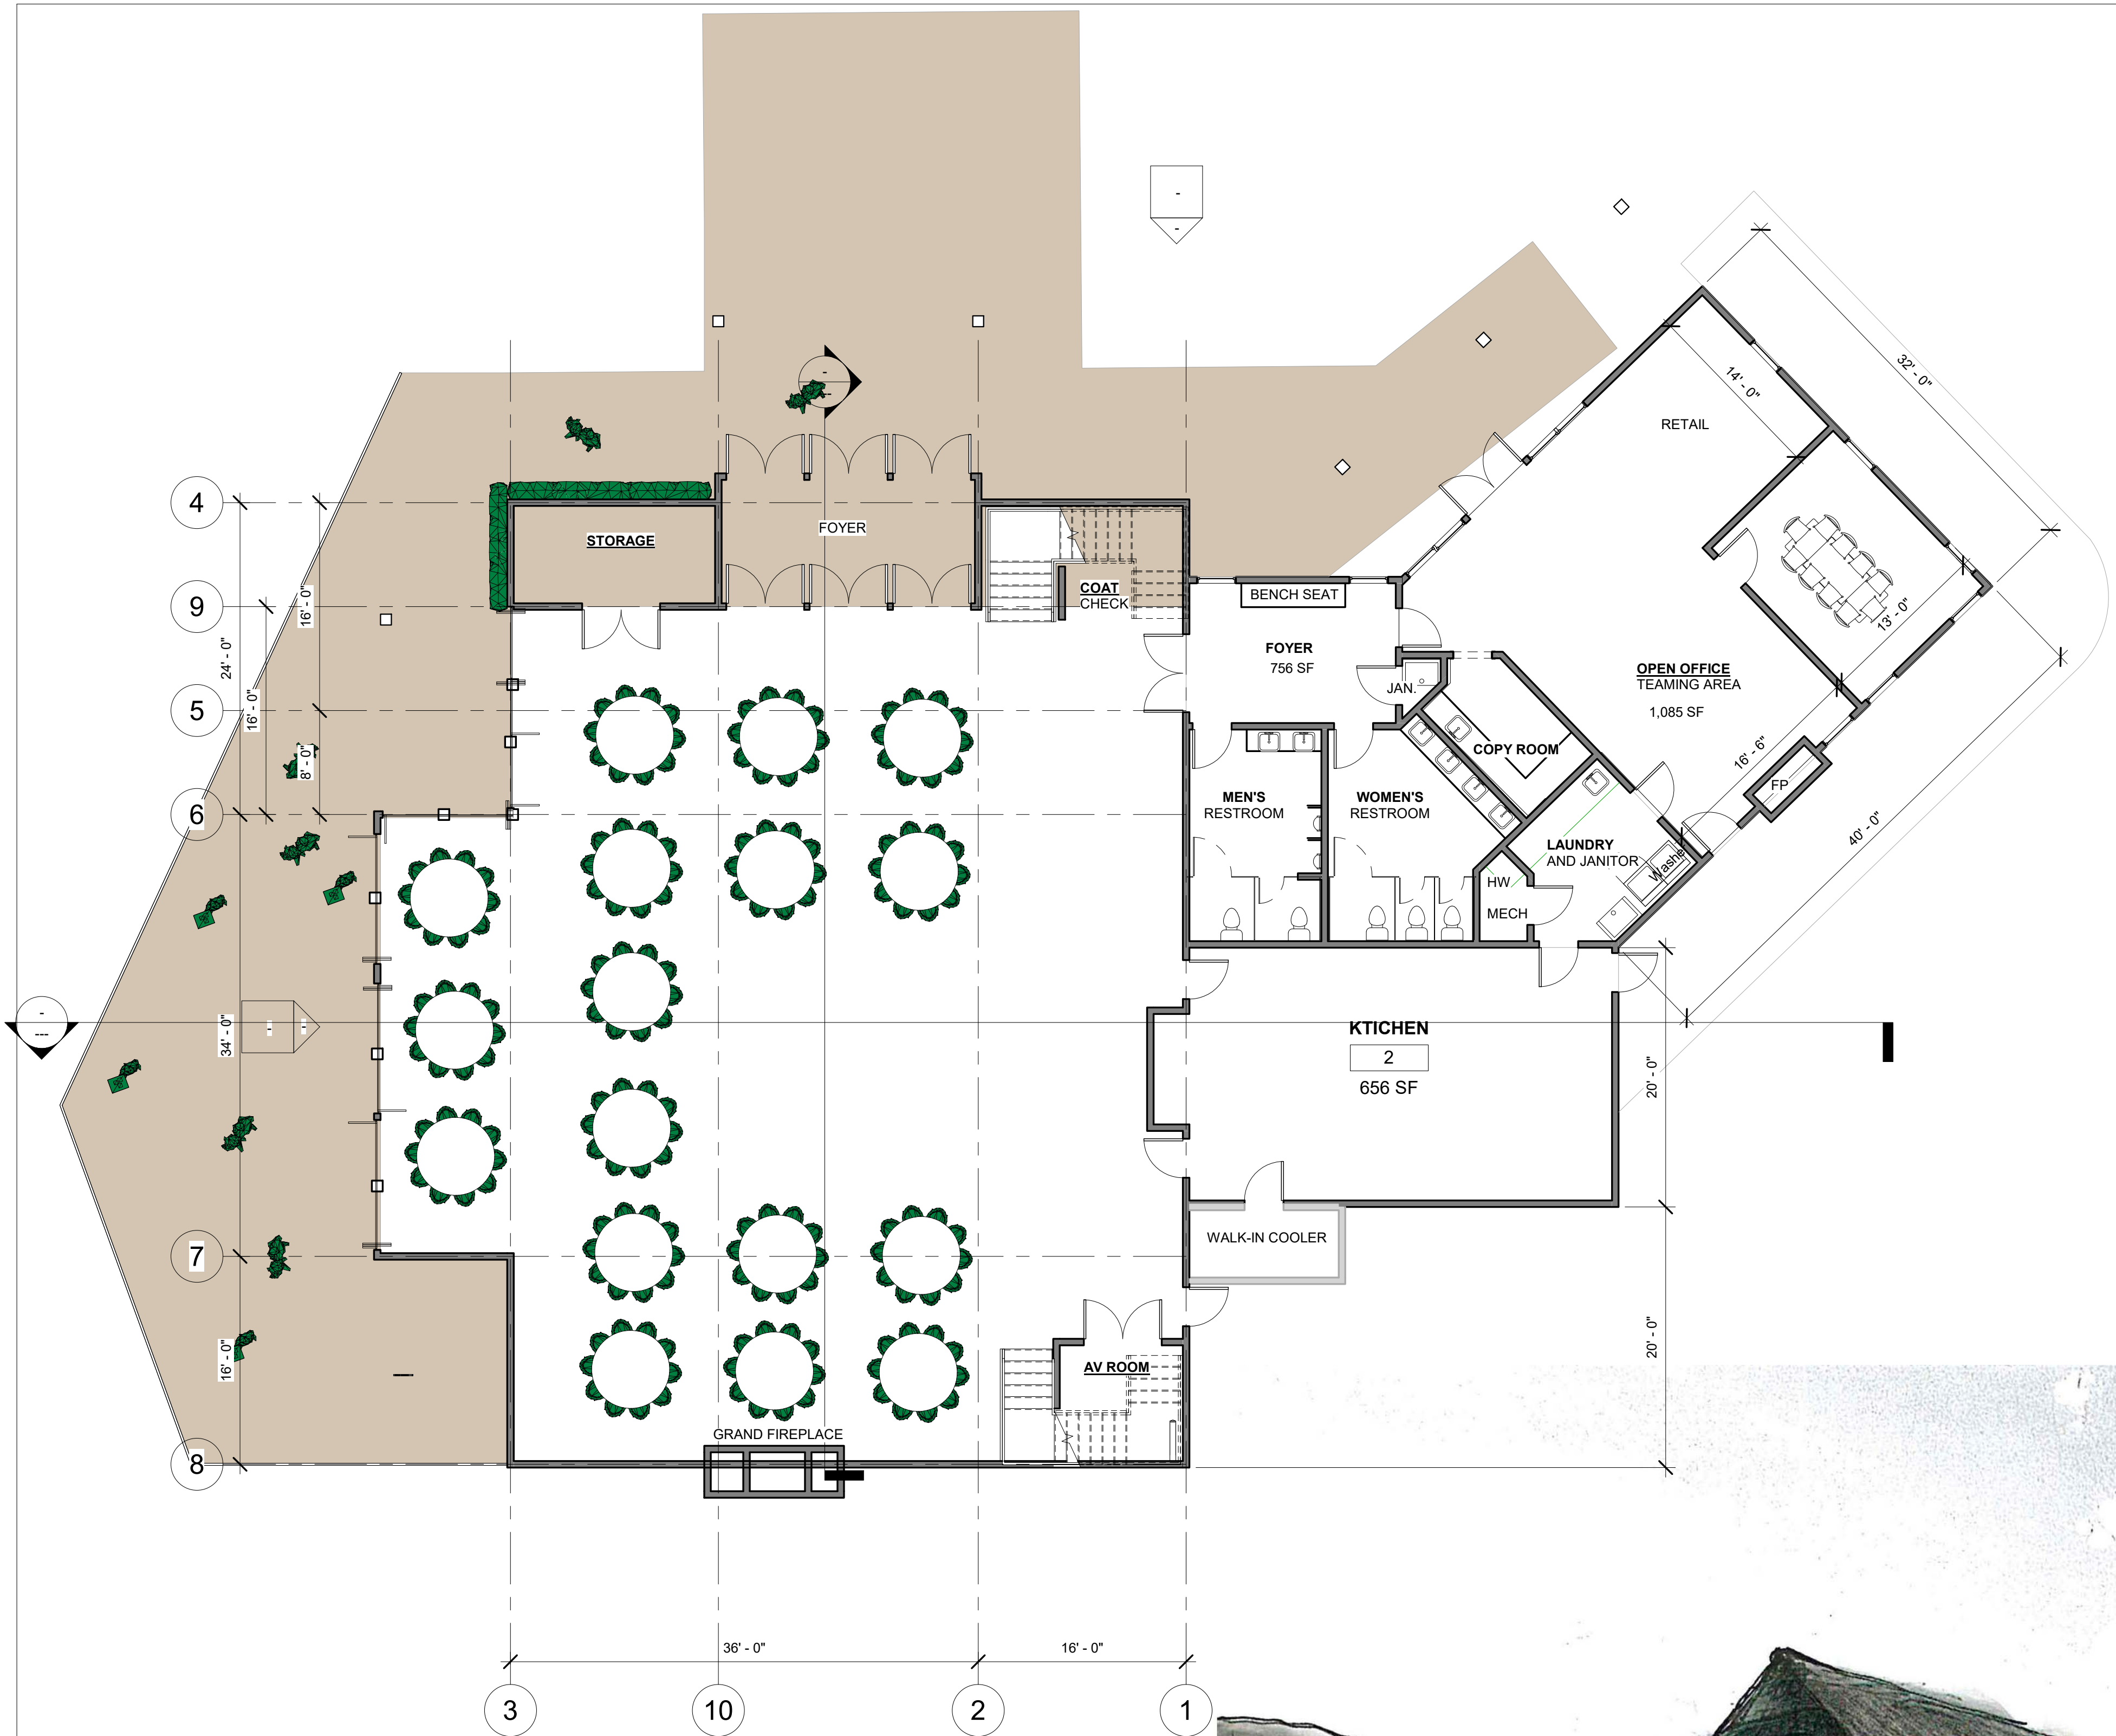 -
-
32' - 0"
14' - 0"
RETAIL
-
---
4
FOYER
STORAGE
COAT
CHECK
BENCH SEAT
9
16' - 0"
24' - 0"
16' - 0"
13' - 0"
FOYER
756 SF
JAN.
OPEN OFFICE
TEAMING AREA
1,085 SF
5
COPY ROOM
16' - 6"
8' - 0"
FP
6
MEN'S
RESTROOM
WOMEN'S
RESTROOM
40' - 0"
LAUNDRY
AND JANITOR
Washer
HW
MECH
-
---
-
-
34' - 0"
KTICHEN
2
656 SF
20' - 0"
WALK-IN COOLER
7
16' - 0"
AV ROOM
20' - 0"
GRAND FIREPLACE
8
36' - 0"
16' - 0"
3
10
2
1